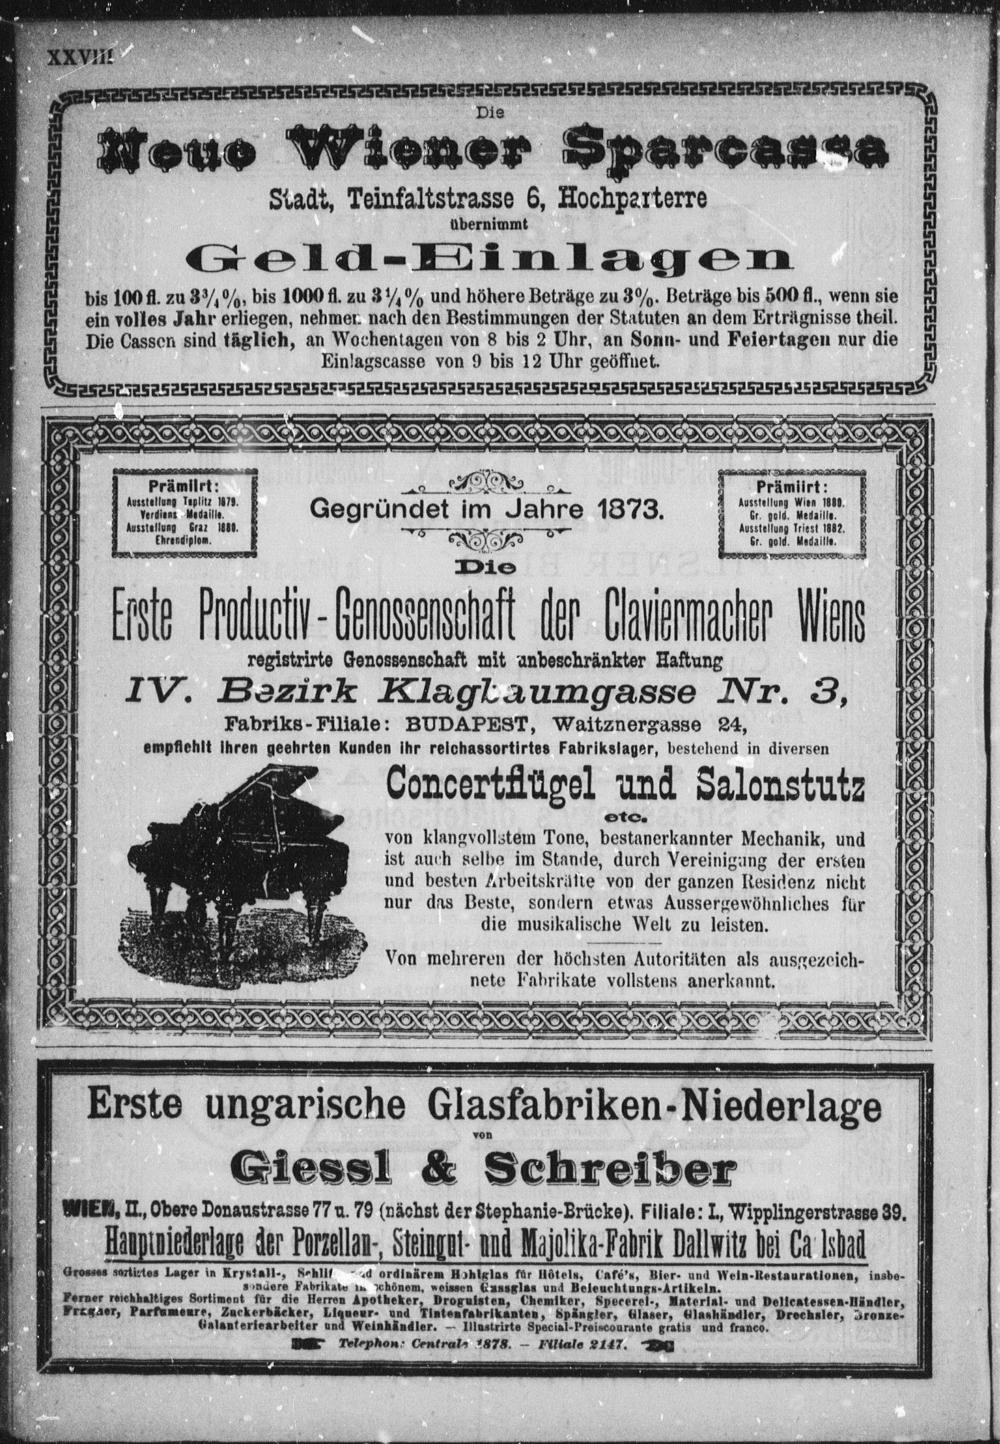 XXVIII
Die
Neue Wiener Sparcassa
Stadt, Teinfaltstrasse 6, Hochparterre
übernimmt
Geld-Einlagen
bis 100 fl. zu 3¾%, bis 1000 fl. zu 3¼% und höhere Beträge zu 3%. Beträge bis 500 fl., wenn sie
ein volles Jahr erliegen, nehmen nach den Bestimmungen der Statuten an dem Erträgnisse theil.
Die Cassen sind täglich, an Wochentagen von 8 bis 2 Uhr, an Sonn- und Feiertagen nur die
Einlagscasse von 9 bis 12 Uhr geöffnet.
Prämiirt:
Ausstellung Teplitz 1879.
Verdienst Medaille.
Ausstellung Graz 1880.
Ehrendiplom.
Gegründet im Jahre 1873.
Prämiirt:
Ausstellung Wien 1880.
Gr. gold. Medaille.
Ausstellung Triest 1882.
Gr. gold. Medaille.
Die
Erste Productiv-Genossenschaft der Claviermacher Wiens
registrirte Genossenschaft mit unbeschränkter Haftung
IV. Bezirk Klagbaumgasse Nr. 3,
Fabriks-Filiale: BUDAPEST, Waitznergasse 24,
empfiehlt ihren geehrten Kunden ihr reichassortirtes Fabrikslager, bestehend in diversen
Concertflügel und Salonstutz
etc.
von klangvollstem Tone, bestanerkannter Mechanik, und
ist auch selbe im Stande, durch Vereinigung der ersten
und besten Arbeitskräfte von der ganzen Residenz nicht
nur das Beste, sondern etwas Aussergewöhnliches für
die musikalische Welt zu leisten.
Von mehreren der höchsten Autoritäten als ausgezeich-
nete Fabrikate vollstens anerkannt.
Erste ungarische Glasfabriken-Niederlage
von
Giessl & Schreiber
WIEN, II., Obere Donaustrasse 77 u. 79 (nächst der Stephanie-Brücke). Filiale: I., Wipplingerstrasse 39.
Hauptniederlage der Porzellan-, Steingut- und Majolika-Fabrik Dallwitz bei Carlsbad
Grosses sortirtes Lager in Krystall-, Schliff- und ordinärem Hohlglas für Hôtels, Café's, Bier- und Wein-Restaurationen, insbe-
sondere Fabrikate in schönem, weissen Gussglas und Beleuchtungs-Artikeln.
Ferner reichhaltiges Sortiment für die Herren Apotheker, Droguisten, Chemiker, Specerei-, Material- und Delicatessen-Händler,
Frzgaer, Parfumeure, Zuckerbäcker, Liqueur- und Tintenfabrikanten, Spängler, Glaser, Glashändler, Drechsler, Bronze-
Galanteriearbeiter und Weinhändler. — Illustrirte Special-Preiscourante gratis und franco.
Telephon: Centrale 1878. — Filiale 2147.